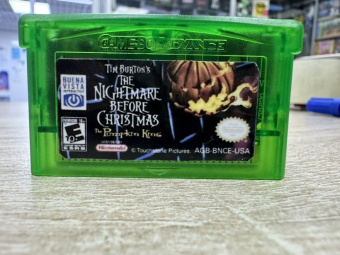 GAME BOY ADVANCE
BUENA
VISTA
TIM BURTON'S
THE
NIGHTMARE
BEFORE
CHRISTMAS
The Pumpkin King
E
Nintendo
© Touchstone Pictures.
AGB-BNCE-USA